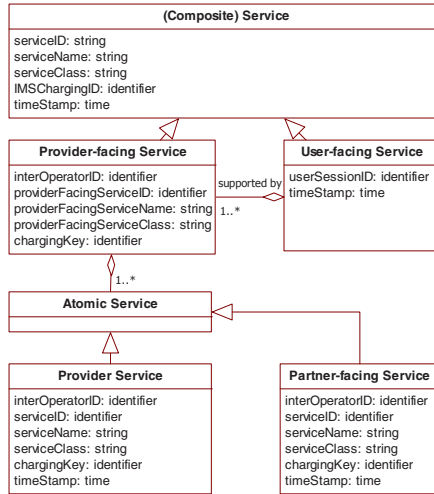 (Composite) Service
serviceID: string
serviceName: string
serviceClass: string
IMSChargingID: identifier
timeStamp: time
Provider-facing Service
interOperatorID: identifier
providerFacingServiceID: identifier
providerFacingServiceName: string
providerFacingServiceClass: string
chargingKey: identifier
supported by
1..*
User-facing Service
userSessionID: identifier
timeStamp: time
1..*
Atomic Service
Provider Service
interOperatorID: identifier
serviceID: identifier
serviceName: string
serviceClass: string
chargingKey: identifier
timeStamp: time
Partner-facing Service
interOperatorID: identifier
serviceID: identifier
serviceName: string
serviceClass: string
chargingKey: identifier
timeStamp: time